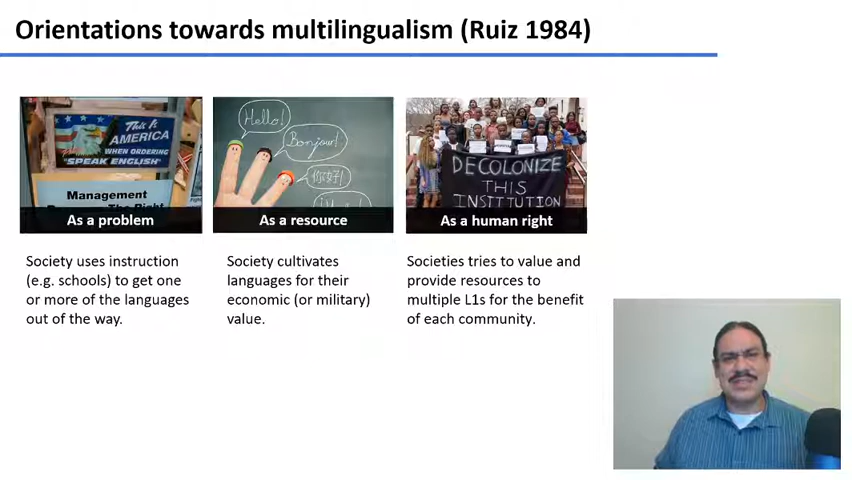 Orientations towards multilingualism (Ruiz 1984)
This Is
AMERICA
WHEN ORDERING
"SPEAK ENGLISH"
Management
The Right
As a problem
Society uses instruction
(e.g. schools) to get one
or more of the languages
out of the way.
Hello!
Bonjour!
你好!
As a resource
Society cultivates
languages for their
economic (or military)
value.
DECOLONIZE
THIS
INSTITUTION
As a human right
Societies tries to value and
provide resources to
multiple L1s for the benefit
of each community.